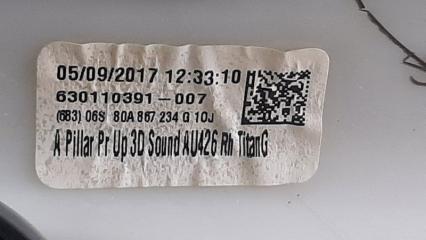 05/09/2017 12:33:10
630110391-007
(683) 06S 80A 867 234 G 10J
A Pillar Pr Up 3D Sound AU426 Rh TitanG